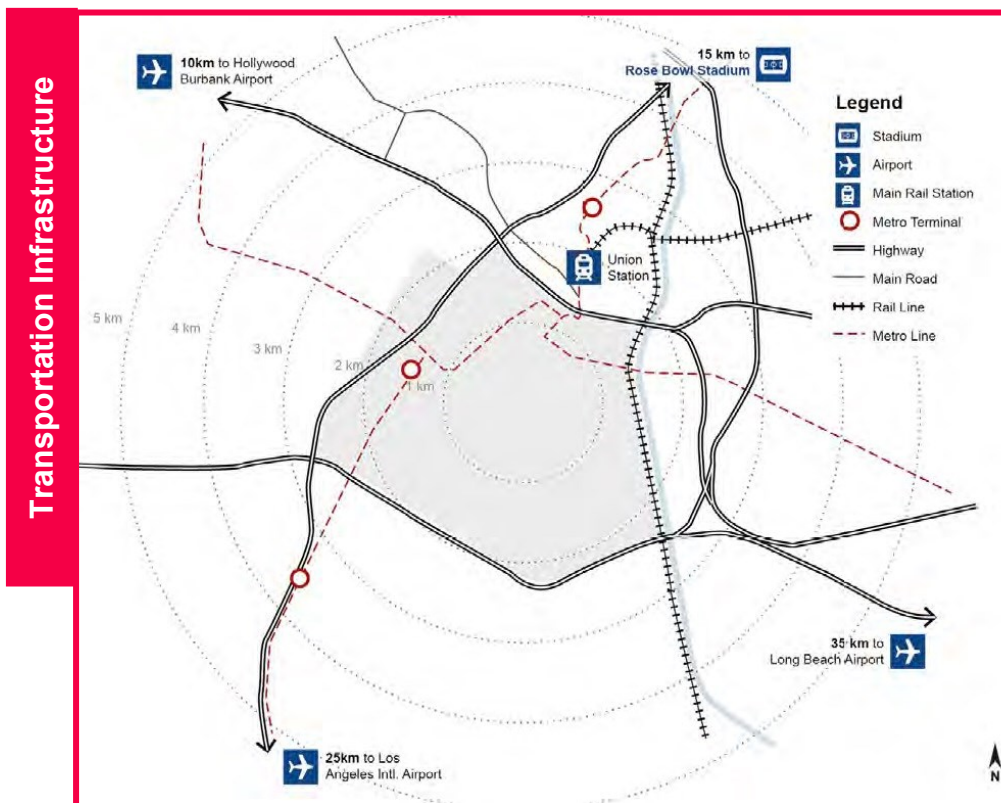 Transportation Infrastructure
10km to Hollywood
Burbank Airport
15 km to
Rose Bowl Stadium
Legend
Stadium
Airport
Main Rail Station
Metro Terminal
Highway
Main Road
Rail Line
Metro Line
Union
Station
5 km
4 km
3 km
2 km
1 km
35 km to
Long Beach Airport
25km to Los
Angeles Intl. Airport
N